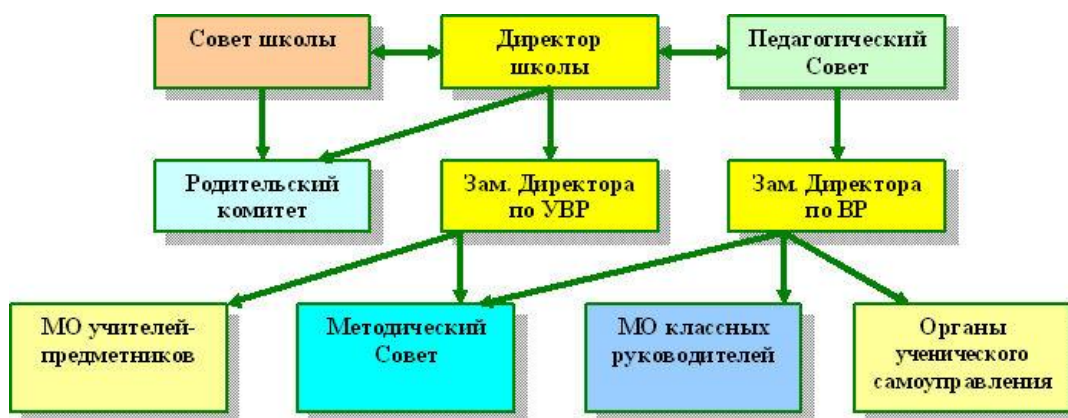 Совет школы
Директор
школы
Педагогический
Совет
Родительский
комитет
Зам. Директора
по УВР
Зам. Директора
по ВР
МО учителей-
предметников
Методический
Совет
МО классных
руководителей
Органы
ученического
самоуправления